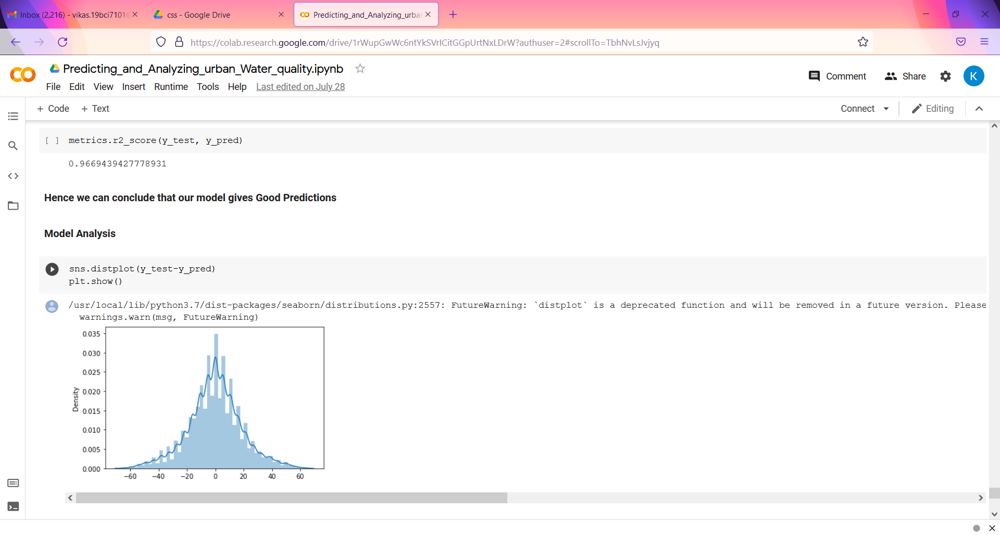 Inbox (2,216) - vikas.19bci7101@
css - Google Drive
Predicting_and_Analyzing_urban
https://colab.research.google.com/drive/1rWupGwWc6ntYkSVrICitGGpUrtNxLDrW?authuser=2#scrollTo=TbhNvLsJvjyq
Predicting_and_Analyzing_urban_Water_quality.ipynb
Comment
Share
K
File Edit View Insert Runtime Tools Help Last edited on July 28
+ Code + Text
Connect
Editing
[ ] metrics.r2_score(y_test, y_pred)
0.9669439427778931
Hence we can conclude that our model gives Good Predictions
Model Analysis
sns.distplot(y_test-y_pred)
plt.show()
/usr/local/lib/python3.7/dist-packages/seaborn/distributions.py:2557: FutureWarning: `distplot` is a deprecated function and will be removed in a future version. Please
warnings.warn(msg, FutureWarning)
0.035
0.030
0.025
0.020
0.015
0.010
0.005
0.000
Density
−60 −40 −20 0 20 40 60